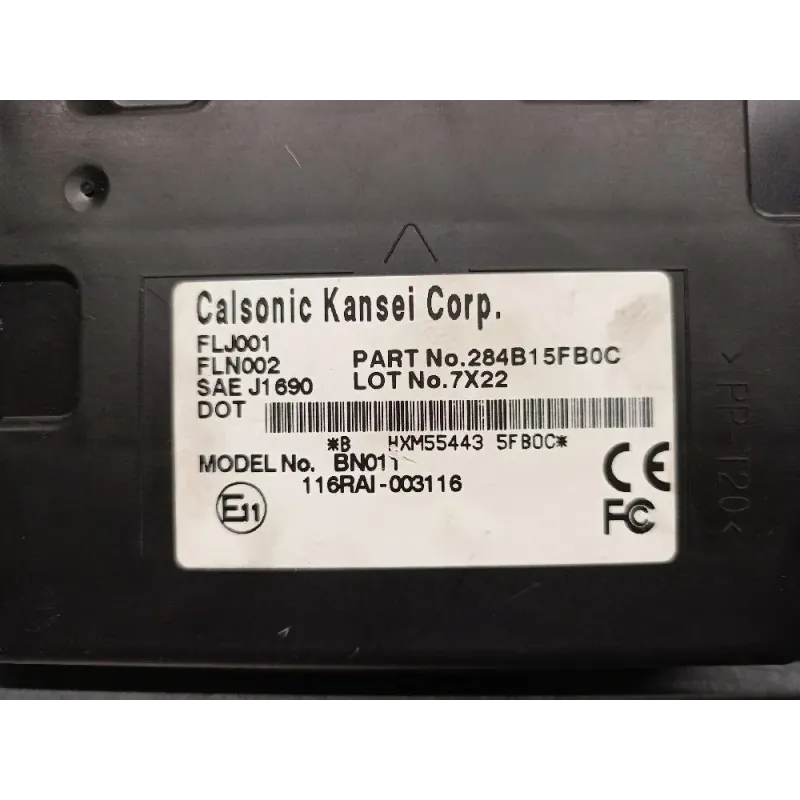 Calsonic Kansei Corp.
FLJ001
FLN002
SAE J1690
DOT
PART No.284B15FB0C
LOT No.7X22
*B HXM55443 5FB0C*
MODEL No. BN011
116RAI-003116
E11
CE
FC
>PP-T20<